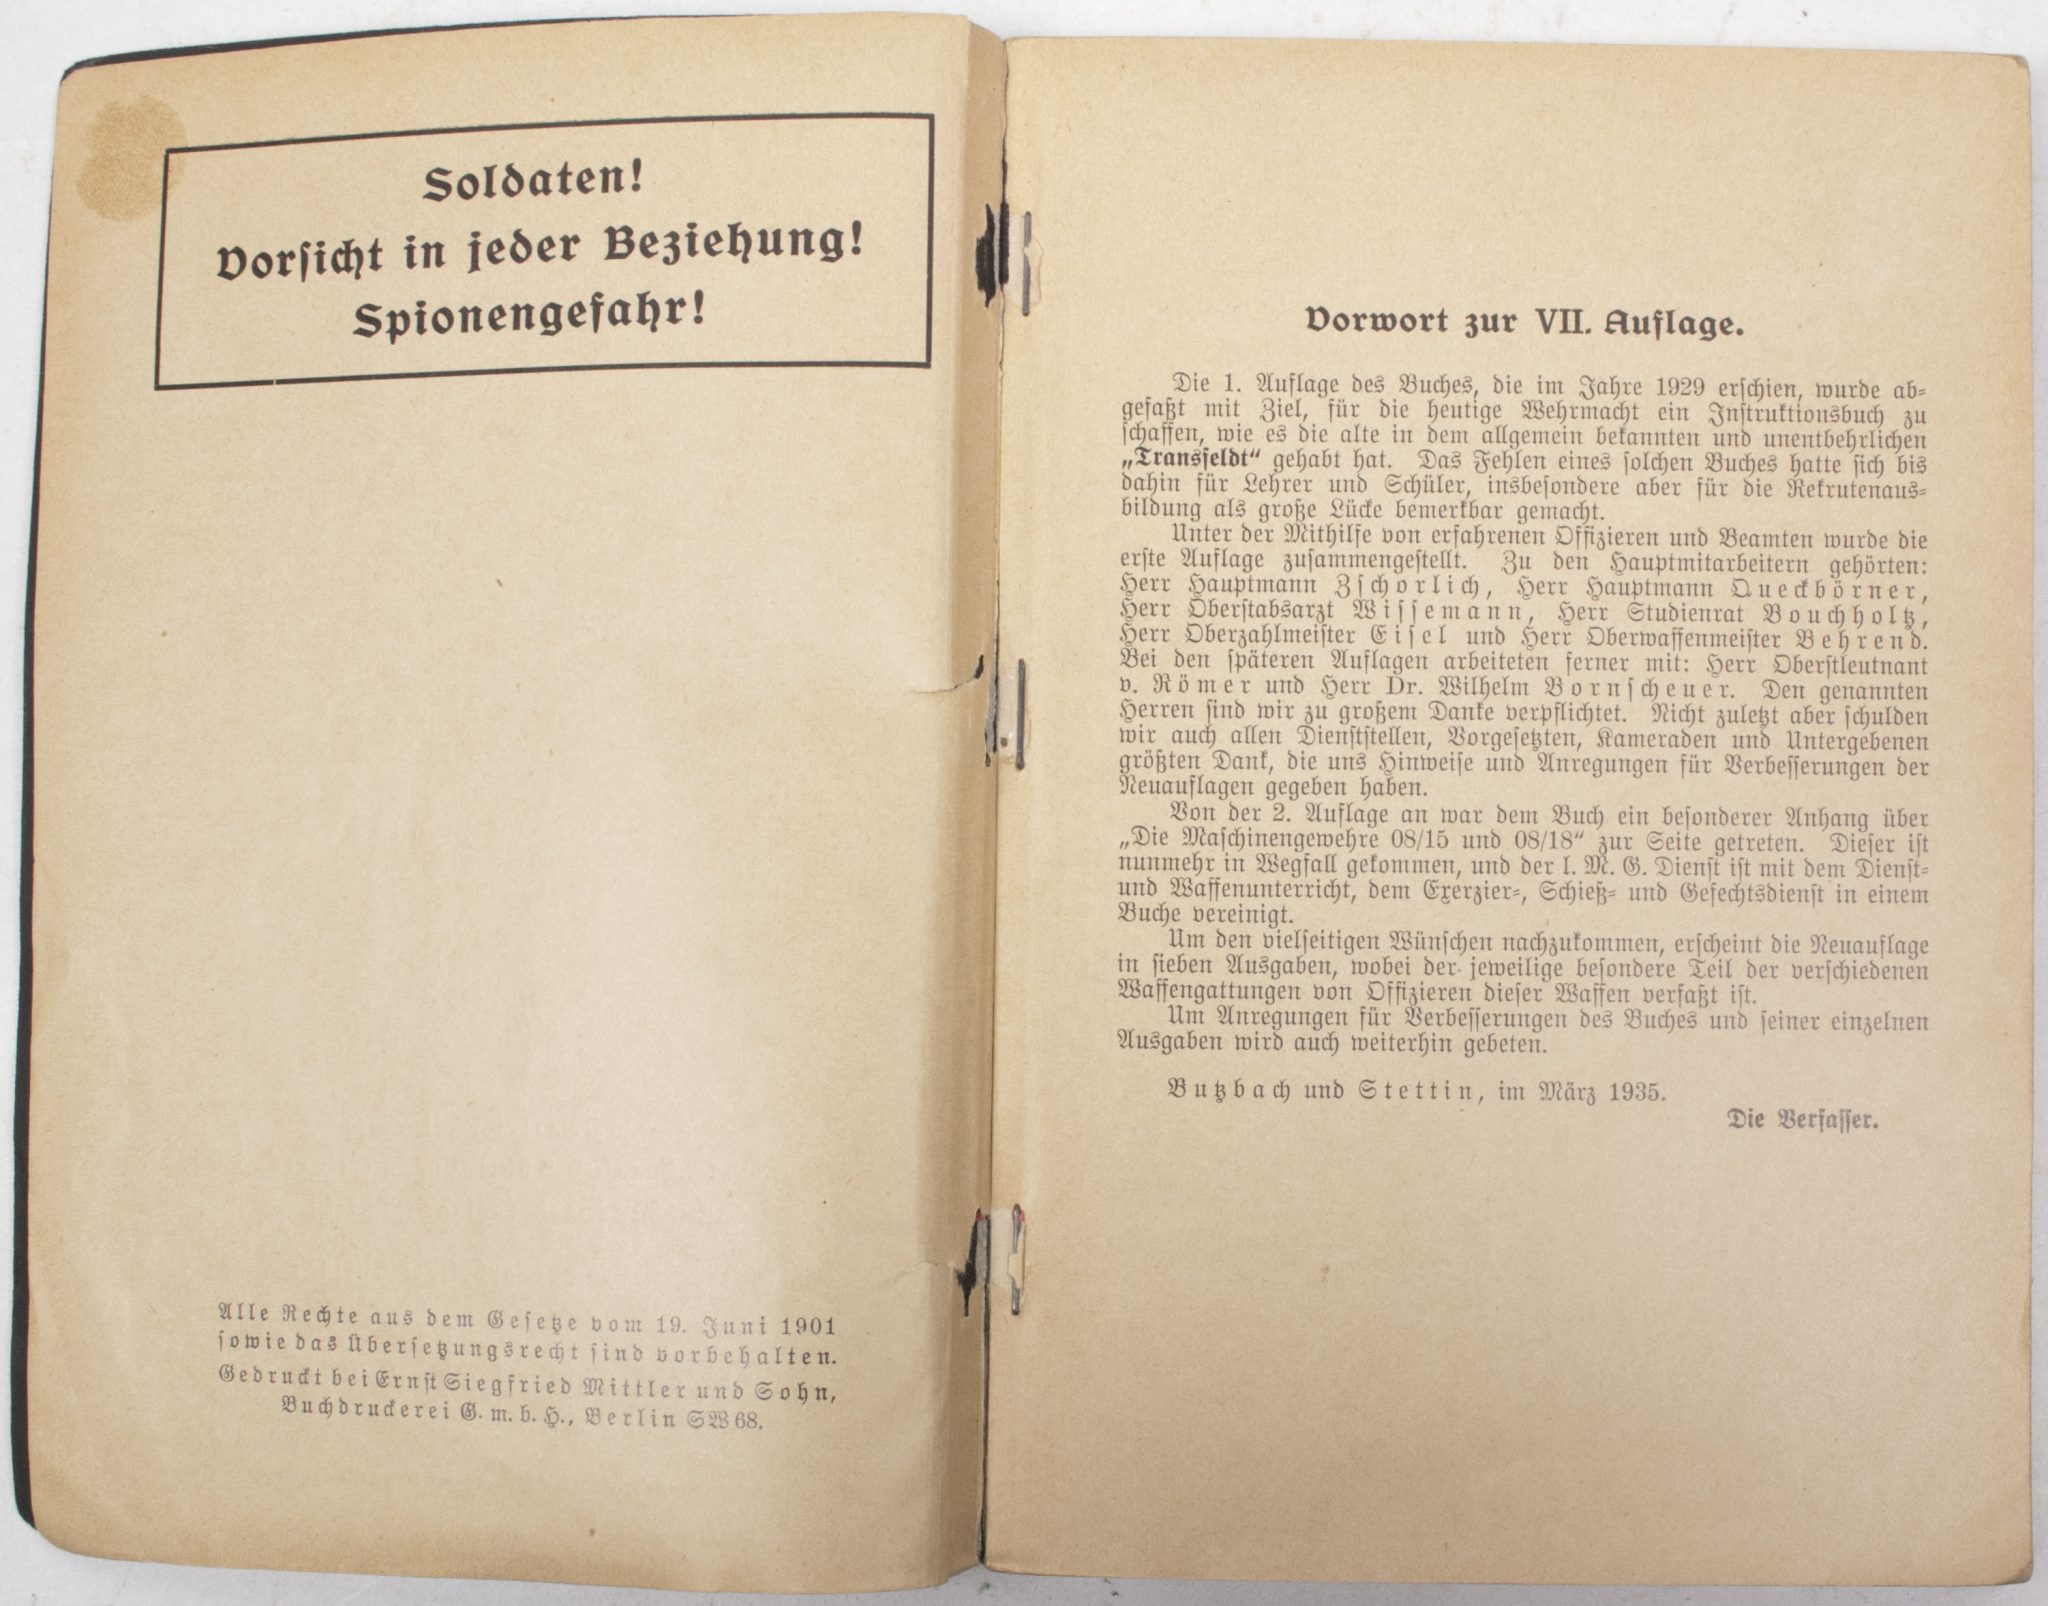 Soldaten!
Vorsicht in jeder Beziehung!
Spionengefahr!
Alle Rechte aus dem Gesetze vom 19. Juni 1901
sowie das Übersetzungsrecht sind vorbehalten.
Gedruckt bei Ernst Siegfried Mittler und Sohn,
Buchdruckerei G. m. b. H., Berlin SW 68.
Vorwort zur VII. Auflage.
Die 1. Auflage des Buches, die im Jahre 1929 erschien, wurde ab-
gefaßt mit Ziel, für die heutige Wehrmacht ein Instruktionsbuch zu
schaffen, wie es die alte in dem allgemein bekannten und unentbehrlichen
„Transfeldt“ gehabt hat. Das Fehlen eines solchen Buches hatte sich bis
dahin für Lehrer und Schüler, insbesondere aber für die Rekrutenaus-
bildung als große Lücke bemerkbar gemacht.
Unter der Mithilfe von erfahrenen Offizieren und Beamten wurde die
erste Auflage zusammengestellt. Zu den Hauptmitarbeitern gehörten:
Herr Hauptmann Zschorlich, Herr Hauptmann Queckbörner,
Herr Oberstabsarzt Wissemann, Herr Studienrat Bouchholtz,
Herr Oberzahlmeister Eisel und Herr Oberwaffenmeister Behrend.
Bei den späteren Auflagen arbeiteten ferner mit: Herr Oberstleutnant
v. Römer und Herr Dr. Wilhelm Bornscheuer. Den genannten
Herren sind wir zu großem Danke verpflichtet. Nicht zuletzt aber schulden
wir auch allen Dienststellen, Vorgesetzten, Kameraden und Untergebenen
größten Dank, die uns Hinweise und Anregungen für Verbesserungen der
Neuauflagen gegeben haben.
Von der 2. Auflage an war dem Buch ein besonderer Anhang über
„Die Maschinengewehre 08/15 und 08/18“ zur Seite getreten. Dieser ist
nunmehr in Wegfall gekommen, und der l. M. G. Dienst ist mit dem Dienst-
und Waffenunterricht, dem Exerzier-, Schieß- und Gefechtsdienst in einem
Buche vereinigt.
Um den vielseitigen Wünschen nachzukommen, erscheint die Neuauflage
in sieben Ausgaben, wobei der jeweilige besondere Teil der verschiedenen
Waffengattungen von Offizieren dieser Waffen verfaßt ist.
Um Anregungen für Verbesserungen des Buches und seiner einzelnen
Ausgaben wird auch weiterhin gebeten.
Butzbach und Stettin, im März 1935.
Die Verfasser.